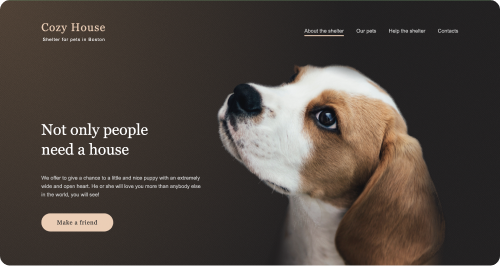 Cozy House
Shelter for pets in Boston
About the shelter
Our pets
Help the shelter
Contacts
Not only people
need a house
We offer to give a chance to a little and nice puppy with an extremely
wide and open heart. He or she will love you more than anybody else
in the world, you will see!
Make a friend